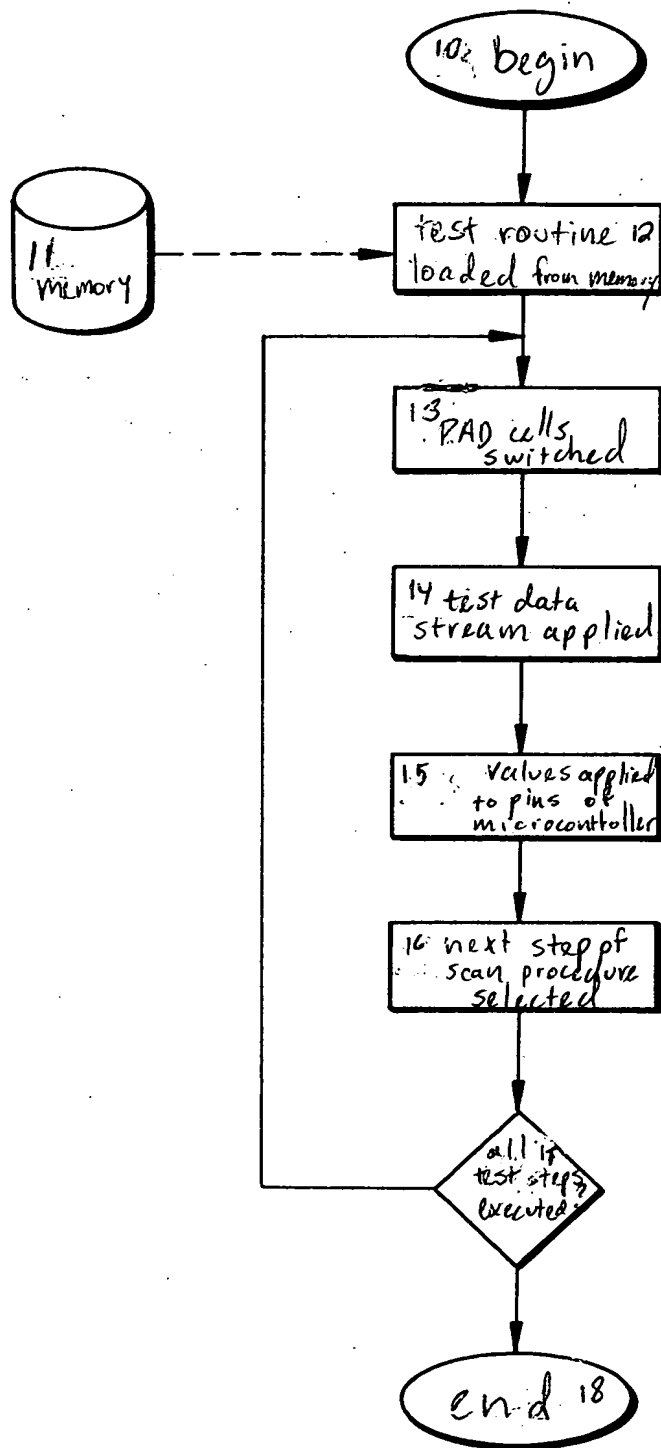 10 begin
11
memory
test routine 12
loaded from memory
13
PAD cells
switched
14 test data
stream applied
15 values applied
to pins of
microcontroller
16 next step of
scan procedure
selected
all
test steps
executed?
end 18